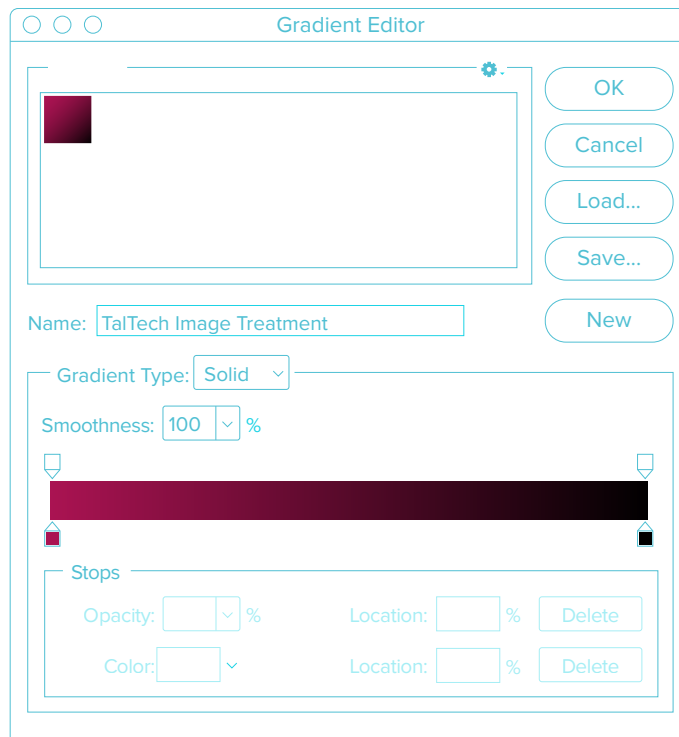 Gradient Editor
OK
Cancel
Load...
Save...
Name: TalTech Image Treatment
New
Gradient Type: Solid
Smoothness: 100 %
Stops
Opacity: % Location: % Delete
Color: Location: % Delete